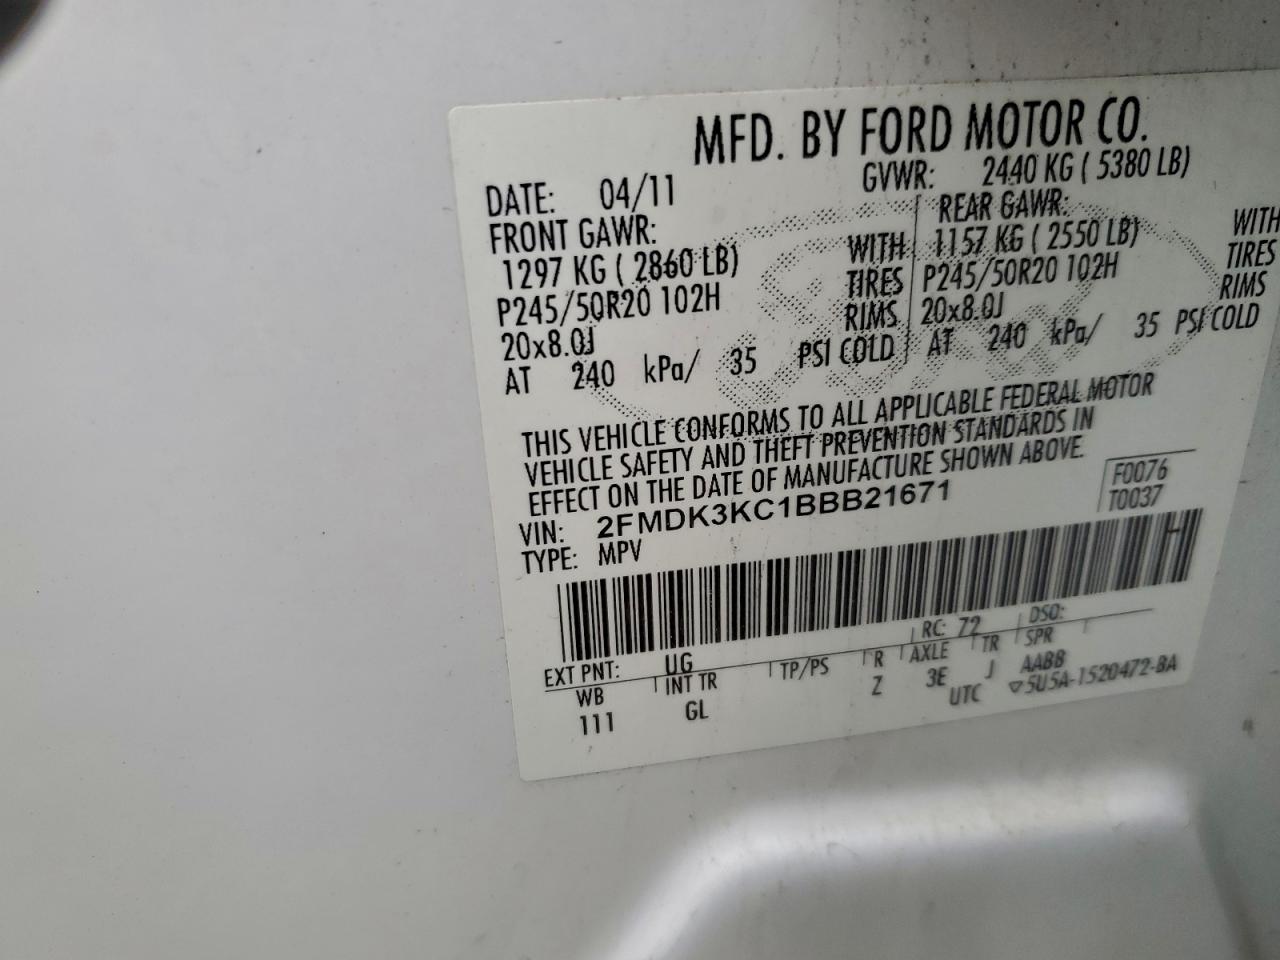 MFD. BY FORD MOTOR CO.
DATE: 04/11 GVWR: 2440 KG ( 5380 LB)
FRONT GAWR: REAR GAWR:
1297 KG ( 2860 LB) WITH 1157 KG ( 2550 LB) WITH
P245/50R20 102H TIRES P245/50R20 102H TIRES
20x8.0J RIMS 20x8.0J RIMS
AT 240 kPa/ 35 PSI COLD AT 240 kPa/ 35 PSI COLD
THIS VEHICLE CONFORMS TO ALL APPLICABLE FEDERAL MOTOR
VEHICLE SAFETY AND THEFT PREVENTION STANDARDS IN
EFFECT ON THE DATE OF MANUFACTURE SHOWN ABOVE.
VIN: 2FMDK3KC1BBB21671 F0076
TYPE: MPV T0037
EXT PNT: UG RC: 72 DSO:
WB INT TR TP/PS R AXLE TR SPR
111 GL Z 3E J AABB
UTC ▽5U5A-1520472-BA